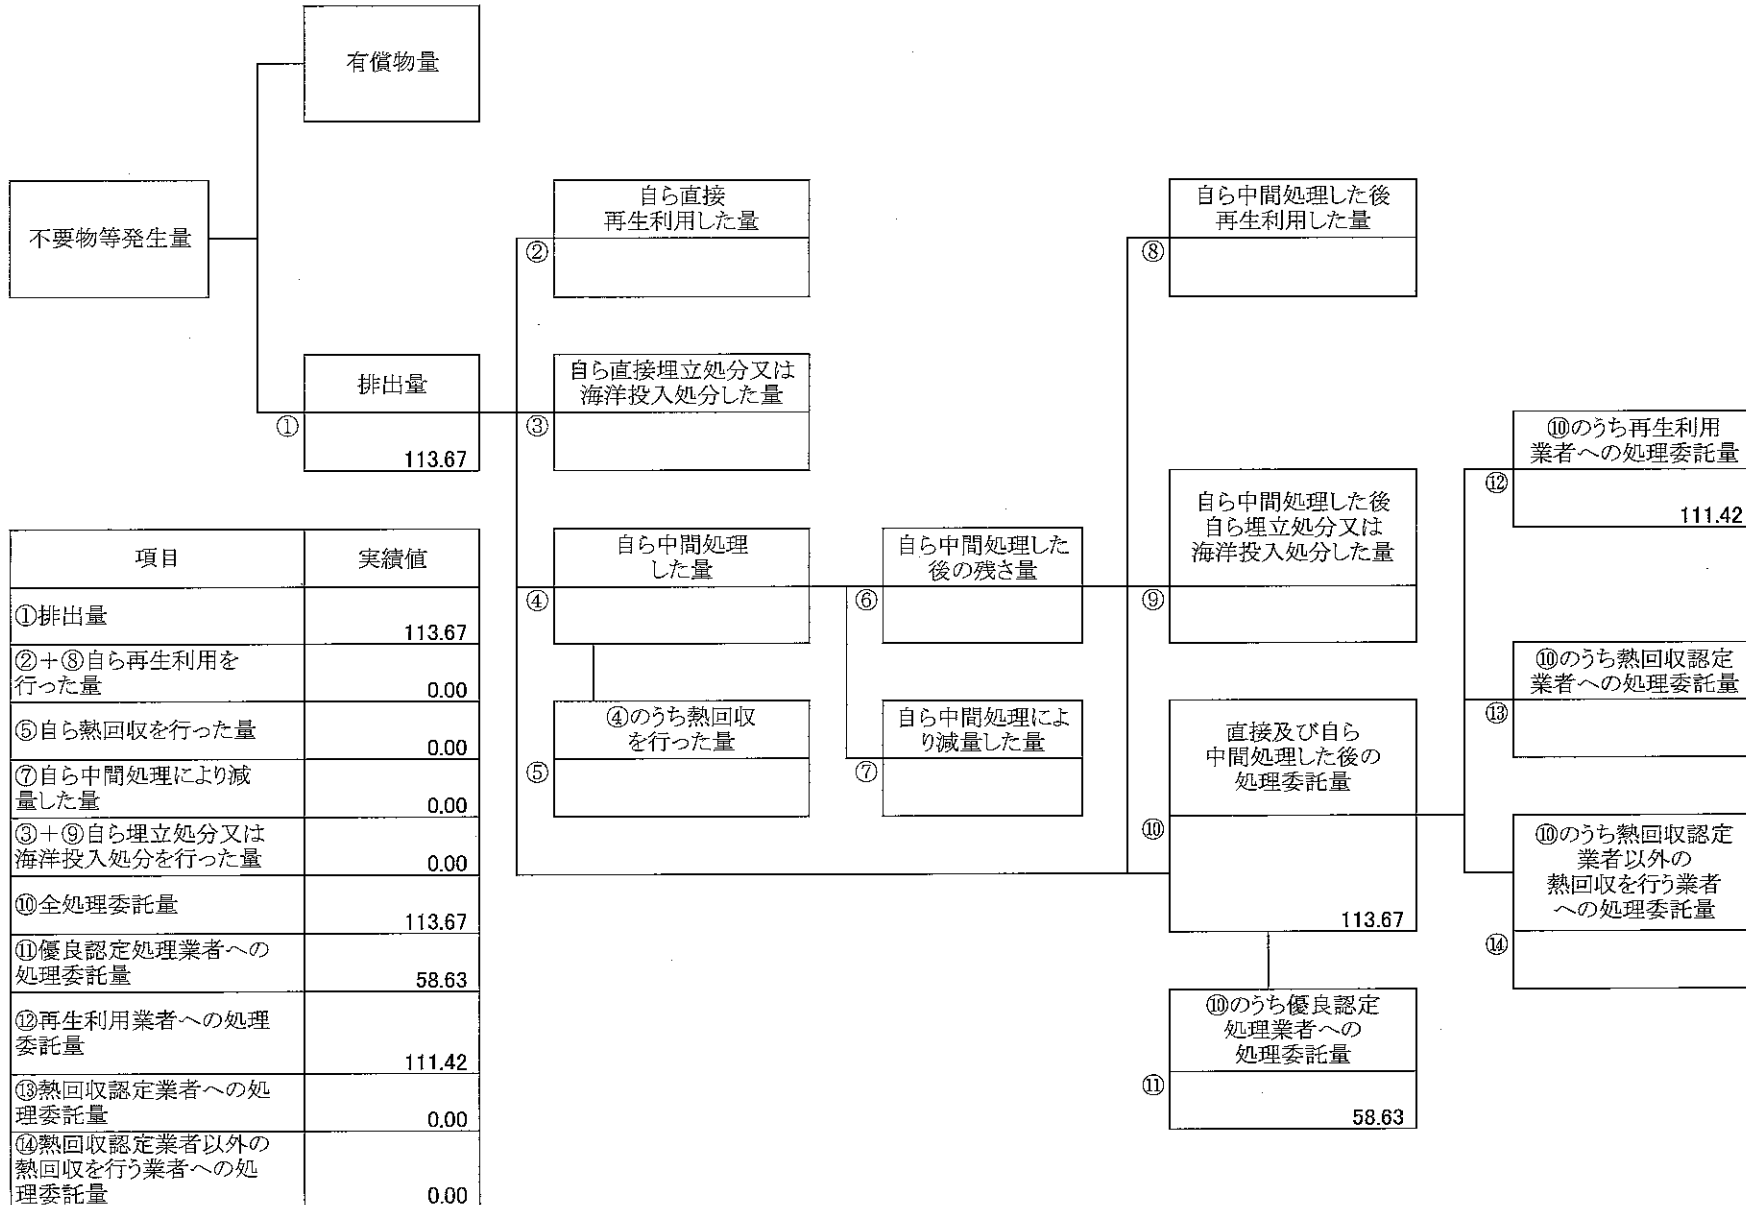 有償物量
不要物等発生量
自ら直接
再生利用した量
②
自ら中間処理した後
再生利用した量
⑧
排出量
①
113.67
自ら直接埋立処分又は
海洋投入処分した量
③
⑩のうち再生利用
業者への処理委託量
⑫
111.42
自ら中間処理
した量
④
自ら中間処理した
後の残さ量
⑥
自ら中間処理した後
自ら埋立処分又は
海洋投入処分した量
⑨
④のうち熱回収
を行った量
⑤
自ら中間処理によ
り減量した量
⑦
直接及び自ら
中間処理した後の
処理委託量
⑩
113.67
⑩のうち熱回収認定
業者への処理委託量
⑬
⑩のうち熱回収認定
業者以外の
熱回収を行う業者
への処理委託量
⑭
⑩のうち優良認定
処理業者への
処理委託量
⑪
58.63
項目 実績値
①排出量
113.67
②+⑧自ら再生利用を
行った量 0.00
⑤自ら熱回収を行った量
0.00
⑦自ら中間処理により減
量した量 0.00
③+⑨自ら埋立処分又は
海洋投入処分を行った量 0.00
⑩全処理委託量
113.67
⑪優良認定処理業者への
処理委託量 58.63
⑫再生利用業者への処理
委託量
111.42
⑬熱回収認定業者への処
理委託量 0.00
⑭熱回収認定業者以外の
熱回収を行う業者への処
理委託量 0.00